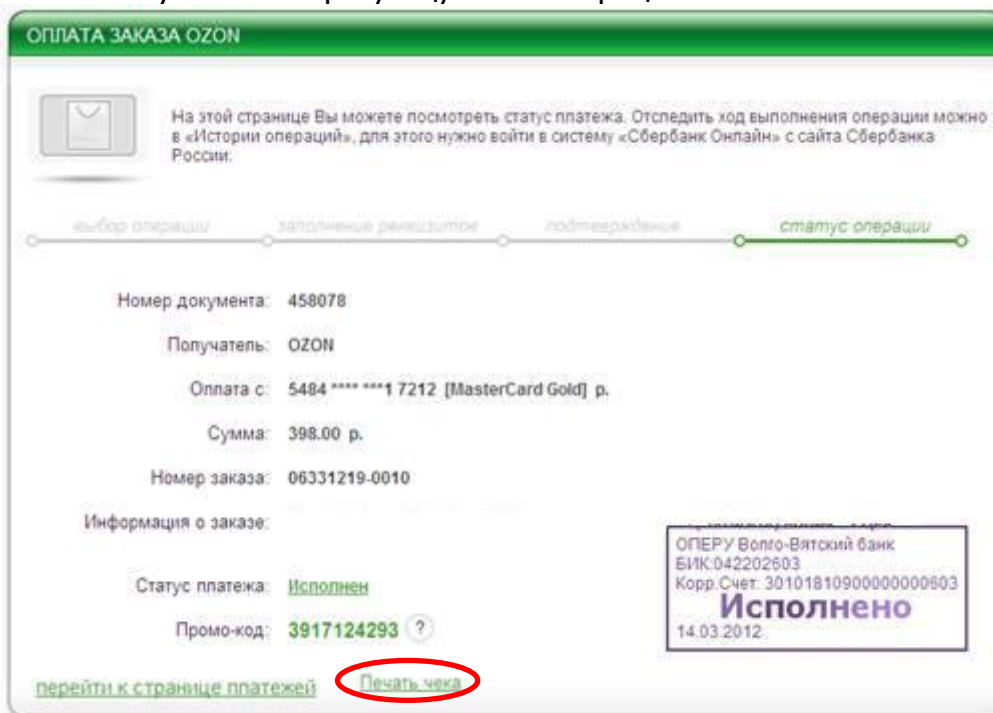 ОПЛАТА ЗАКАЗА OZON
На этой странице Вы можете посмотреть статус платежа. Отследить ход выполнения операции можно
в «Истории операций», для этого нужно войти в систему «Сбербанк Онлайн» с сайта Сбербанка
России.
выбор операции заполнение реквизитов подтверждение статус операции
Номер документа: 458078
Получатель: OZON
Оплата с: 5484 **** ***1 7212 [MasterCard Gold] р.
Сумма: 398.00 р.
Номер заказа: 06331219-0010
Информация о заказе:
ОПЕРУ Волго-Вятский банк
БИК:042202603
Корр.Счет: 30101810900000000603
Исполнено
14.03.2012
Статус платежа: Исполнен
Промо-код: 3917124293 ?
перейти к странице платежей Печать чека